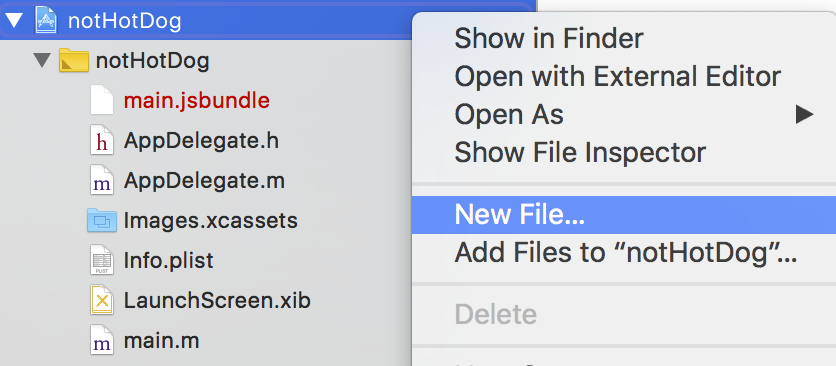 notHotDog
notHotDog
main.jsbundle
AppDelegate.h
AppDelegate.m
Images.xcassets
Info.plist
LaunchScreen.xib
main.m
Show in Finder
Open with External Editor
Open As
Show File Inspector
New File...
Add Files to “notHotDog”...
Delete